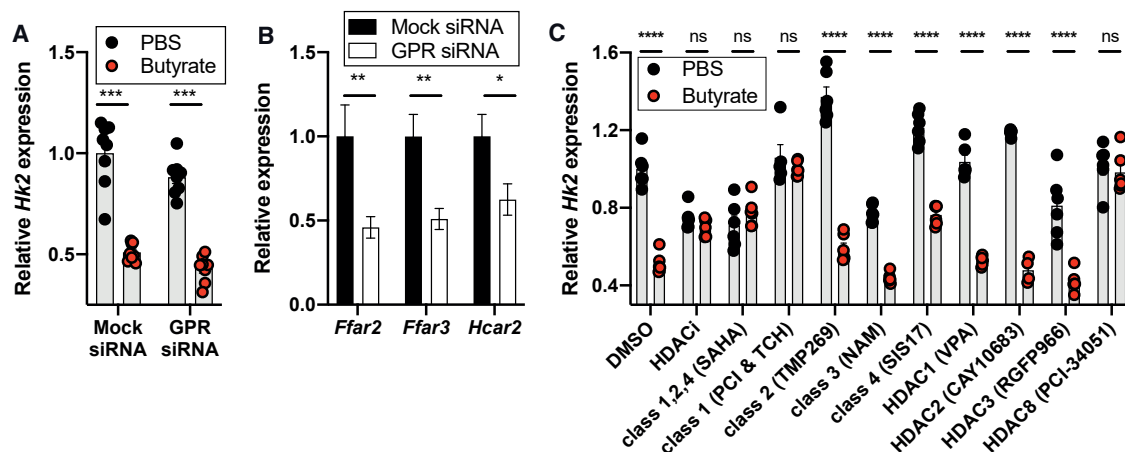 A
Relative Hk2 expression
1.5
1.0
0.5
PBS
Butyrate
***
***
Mock siRNA
GPR siRNA
B
Relative expression
1.5
1.0
0.5
0.0
Mock siRNA
GPR siRNA
**
**
*
Ffar2
Ffar3
Hcar2
C
Relative Hk2 expression
1.6
1.2
0.8
0.4
PBS
Butyrate
****
ns
ns
ns
****
****
****
****
****
****
ns
DMSO
HDACi
class 1,2,4 (SAHA)
class 1 (PCI & TCH)
class 2 (TMP269)
class 3 (NAM)
class 4 (SIS17)
HDAC1 (VPA)
HDAC2 (CAY10683)
HDAC3 (RGFP966)
HDAC8 (PCI-34051)